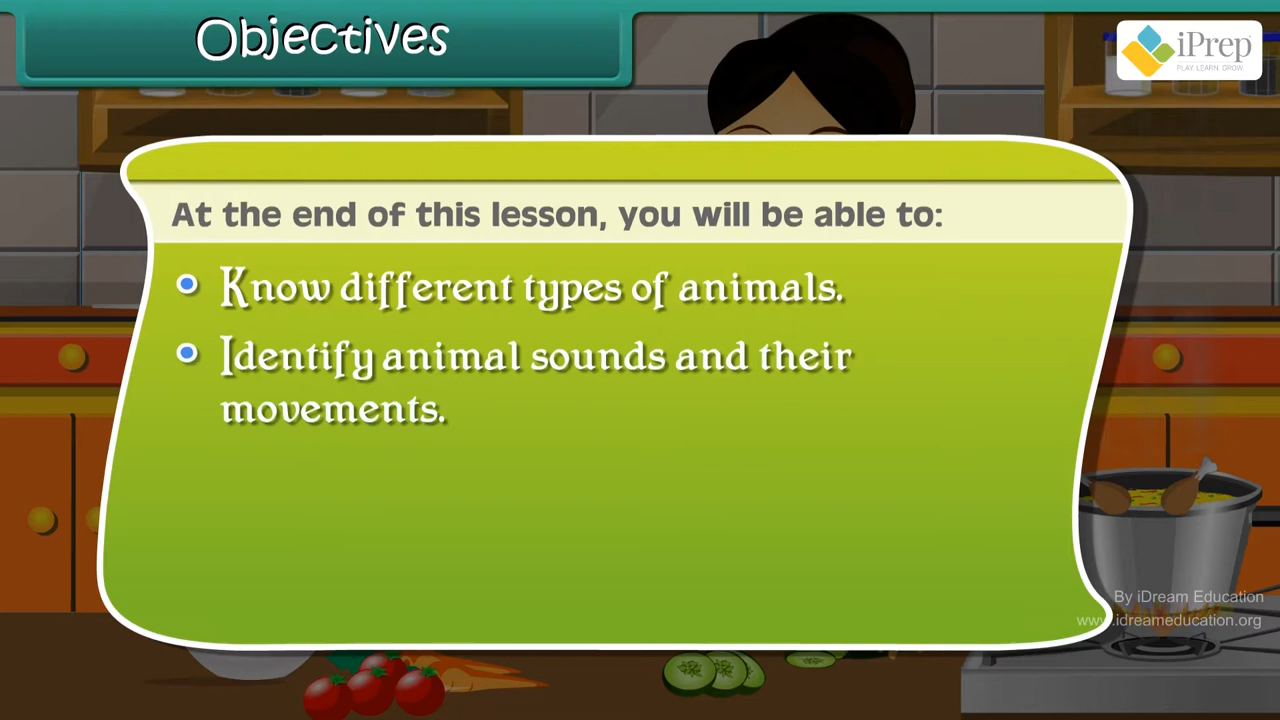 Objectives
iPrep
PLAY. LEARN. GROW.
At the end of this lesson, you will be able to:
Know different types of animals.
Identify animal sounds and their
movements.
By iDream Education
www.idreameducation.org